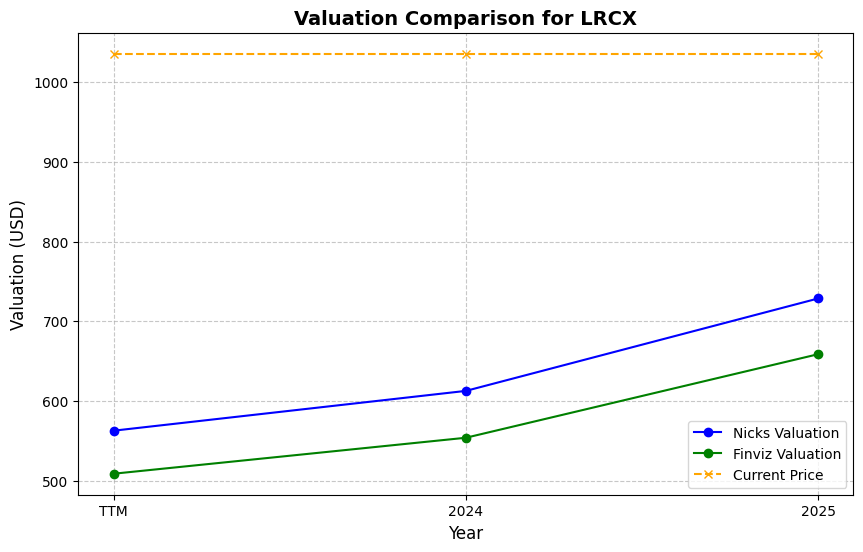 Valuation Comparison for LRCX
Valuation (USD)
1000
900
800
700
600
500
TTM
2024
2025
Year
Nicks Valuation
Finviz Valuation
Current Price